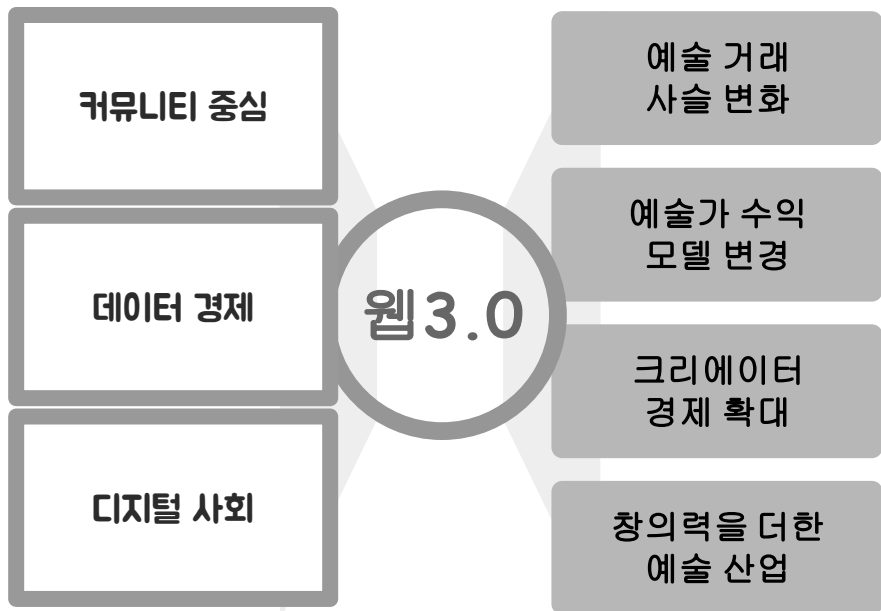 커뮤니티 중심
데이터 경제
디지털 사회
웹3.0
예술 거래
사슬 변화
예술가 수익
모델 변경
크리에이터
경제 확대
창의력을 더한
예술 산업